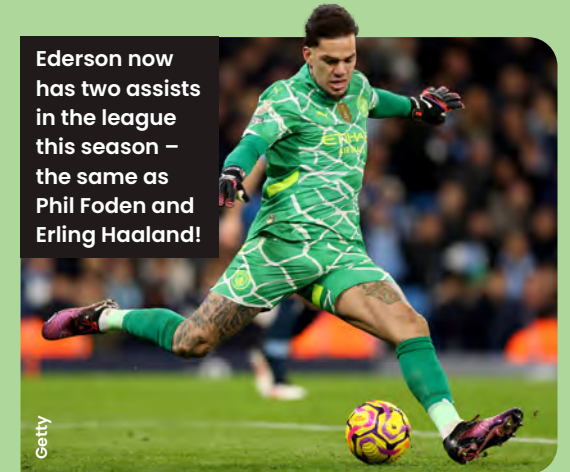 Ederson now
has two assists
in the league
this season –
the same as
Phil Foden and
Erling Haaland!
ETIHAD
Getty